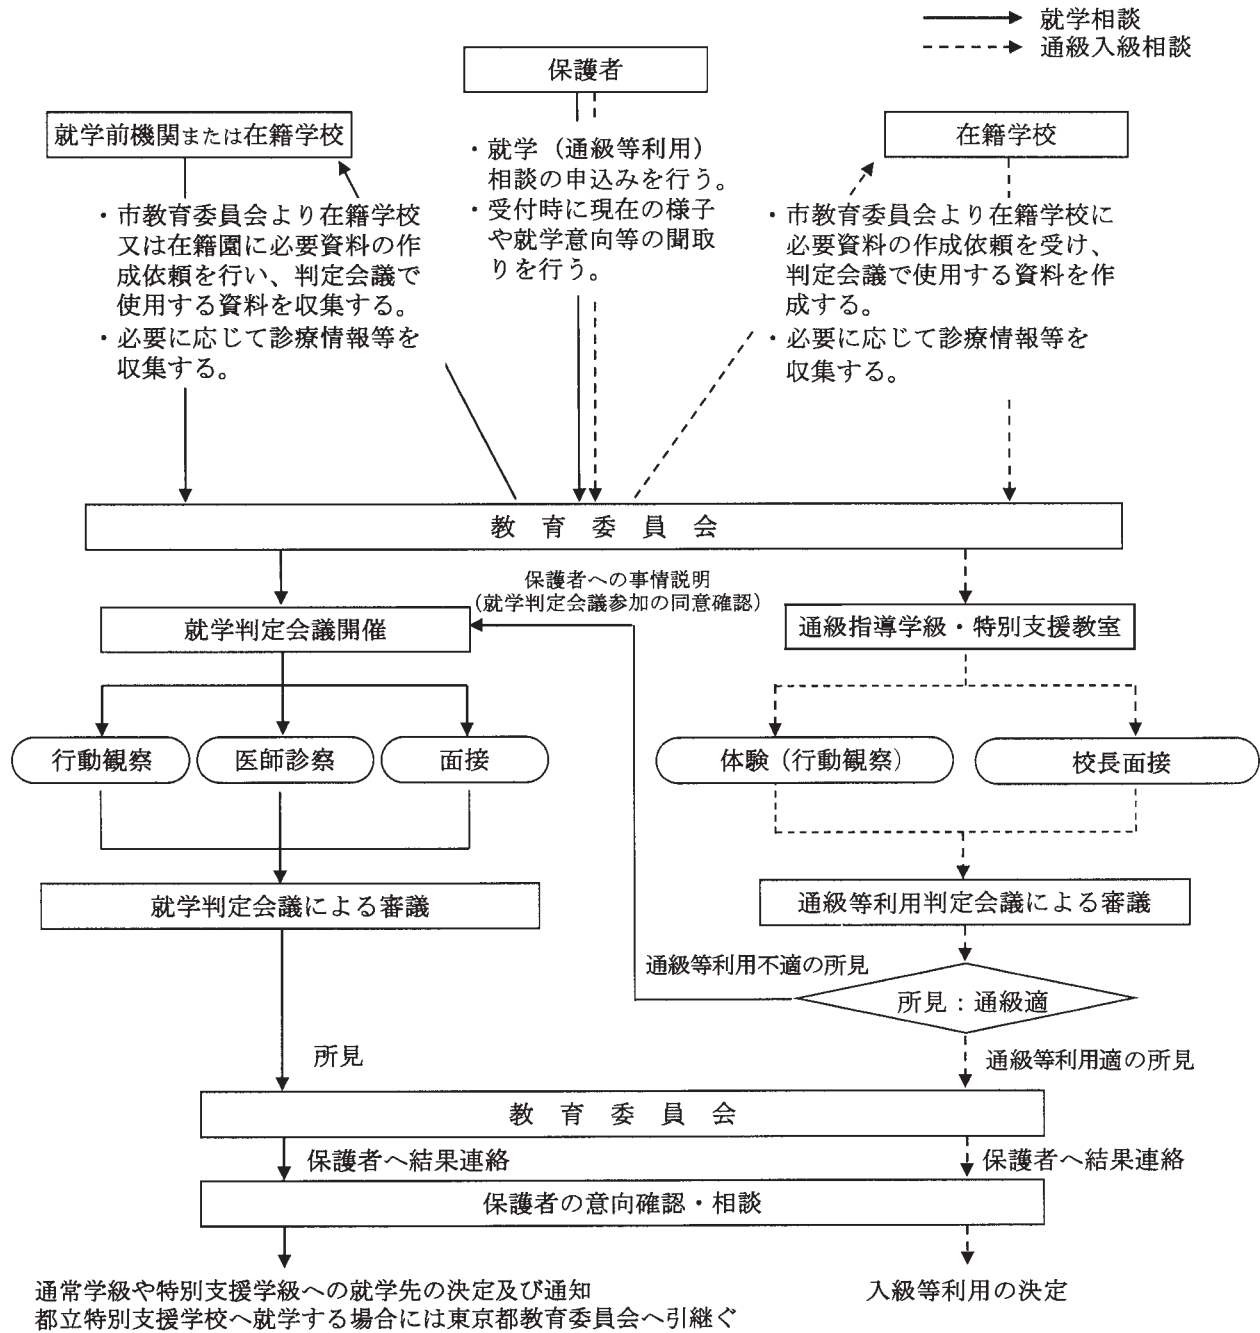 就学相談
通級入級相談
保護者
就学前機関または在籍学校
在籍学校
・就学（通級等利用）
相談の申込みを行う。
・受付時に現在の様子
や就学意向等の聞取
りを行う。
・市教育委員会より在籍学校
又は在籍園に必要資料の作
成依頼を行い、判定会議で
使用する資料を収集する。
・必要に応じて診療情報等を
収集する。
・市教育委員会より在籍学校に
必要資料の作成依頼を受け、
判定会議で使用する資料を作
成する。
・必要に応じて診療情報等を
収集する。
教育委員会
保護者への事情説明
（就学判定会議参加の同意確認）
就学判定会議開催
通級指導学級・特別支援教室
行動観察
医師診察
面接
体験（行動観察）
校長面接
就学判定会議による審議
通級等利用判定会議による審議
通級等利用不適の所見
所見：通級適
所見
通級等利用適の所見
教育委員会
保護者へ結果連絡
保護者へ結果連絡
保護者の意向確認・相談
通常学級や特別支援学級への就学先の決定及び通知
都立特別支援学校へ就学する場合には東京都教育委員会へ引継ぐ
入級等利用の決定